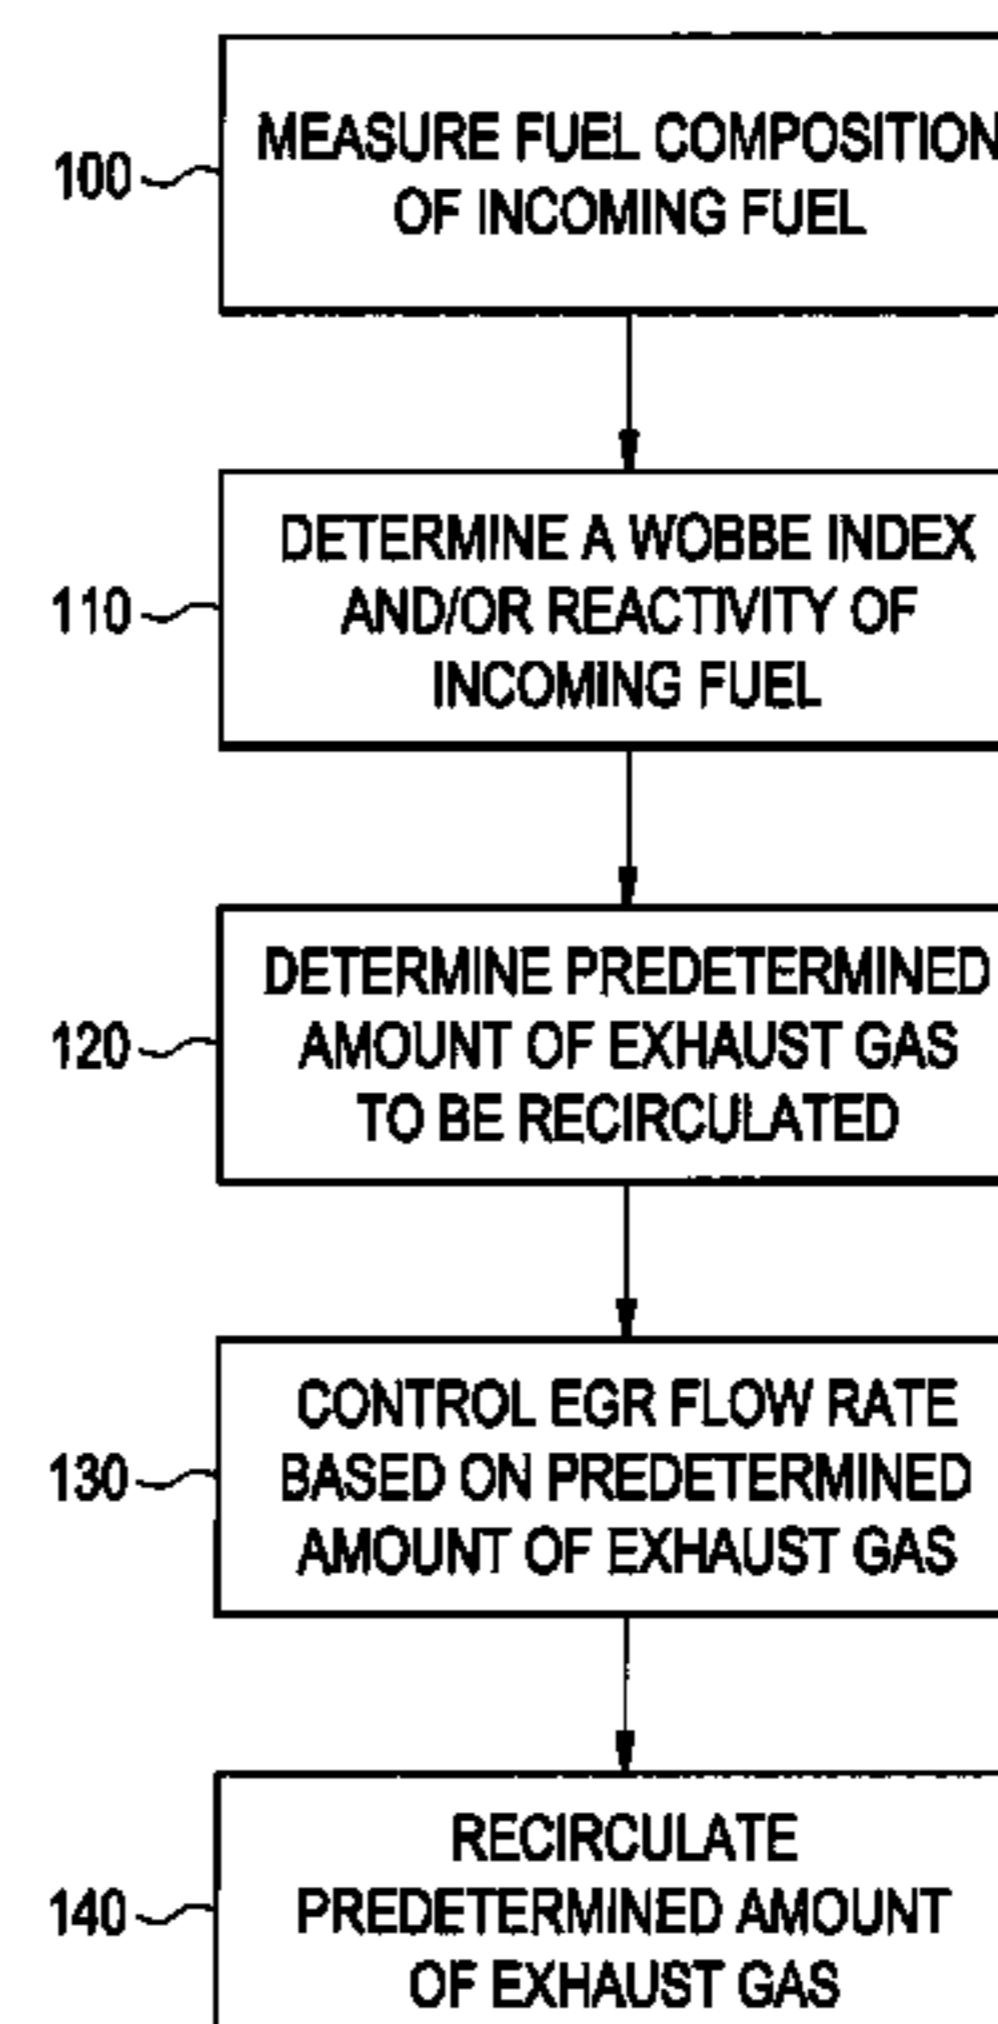 MEASURE FUEL COMPOSITION
100
OF INCOMING FUEL
DETERMINE A WOBBE INDEX
110
AND/OR REACTIVITY OF
INCOMING FUEL
DETERMINE PREDETERMINED
120
AMOUNT OF EXHAUST GAS
TO BE RECIRCULATED
CONTROL EGR FLOW RATE
130
BASED ON PREDETERMINED
AMOUNT OF EXHAUST GAS
RECIRCULATE
140
PREDETERMINED AMOUNT
OF EXHAUST GAS